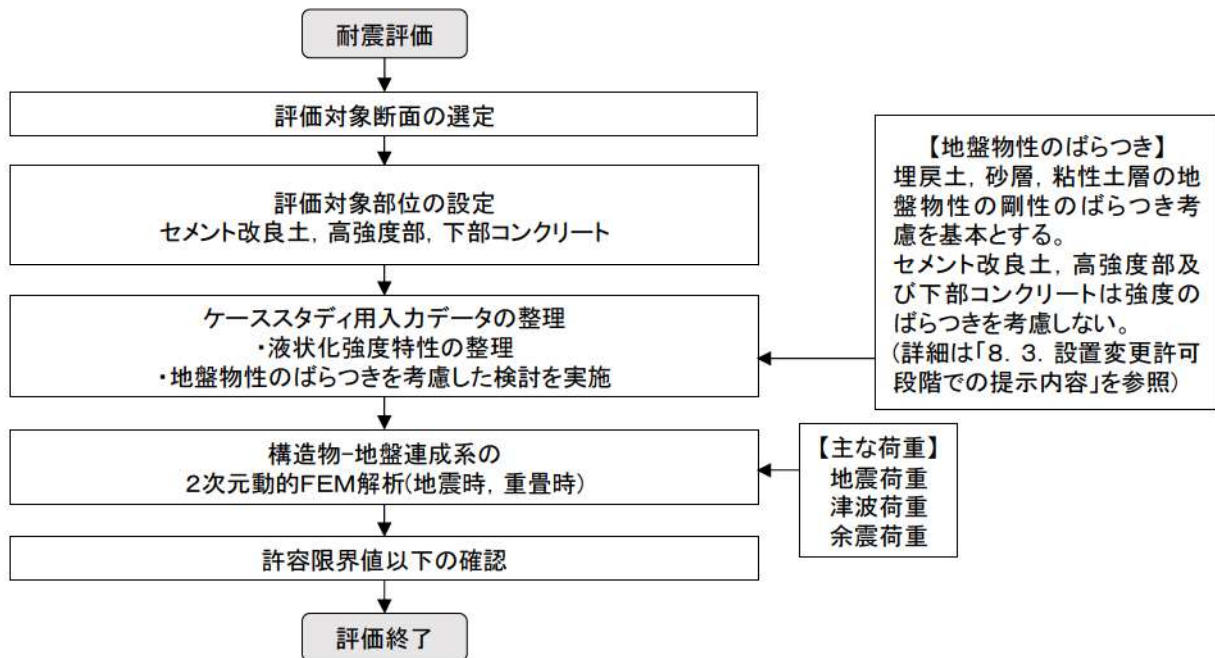 耐震評価
評価対象断面の選定
評価対象部位の設定
セメント改良土，高強度部，下部コンクリート
ケーススタディ用入力データの整理
・液状化強度特性の整理
・地盤物性のばらつきを考慮した検討を実施
【地盤物性のばらつき】
埋戻土，砂層，粘性土層の地
盤物性の剛性のばらつき考
慮を基本とする。
セメント改良土，高強度部及
び下部コンクリートは強度の
ばらつきを考慮しない。
(詳細は「８．３．設置変更許可
段階での提示内容」を参照)
構造物-地盤連成系の
２次元動的ＦＥＭ解析(地震時，重畳時)
【主な荷重】
地震荷重
津波荷重
余震荷重
許容限界値以下の確認
評価終了